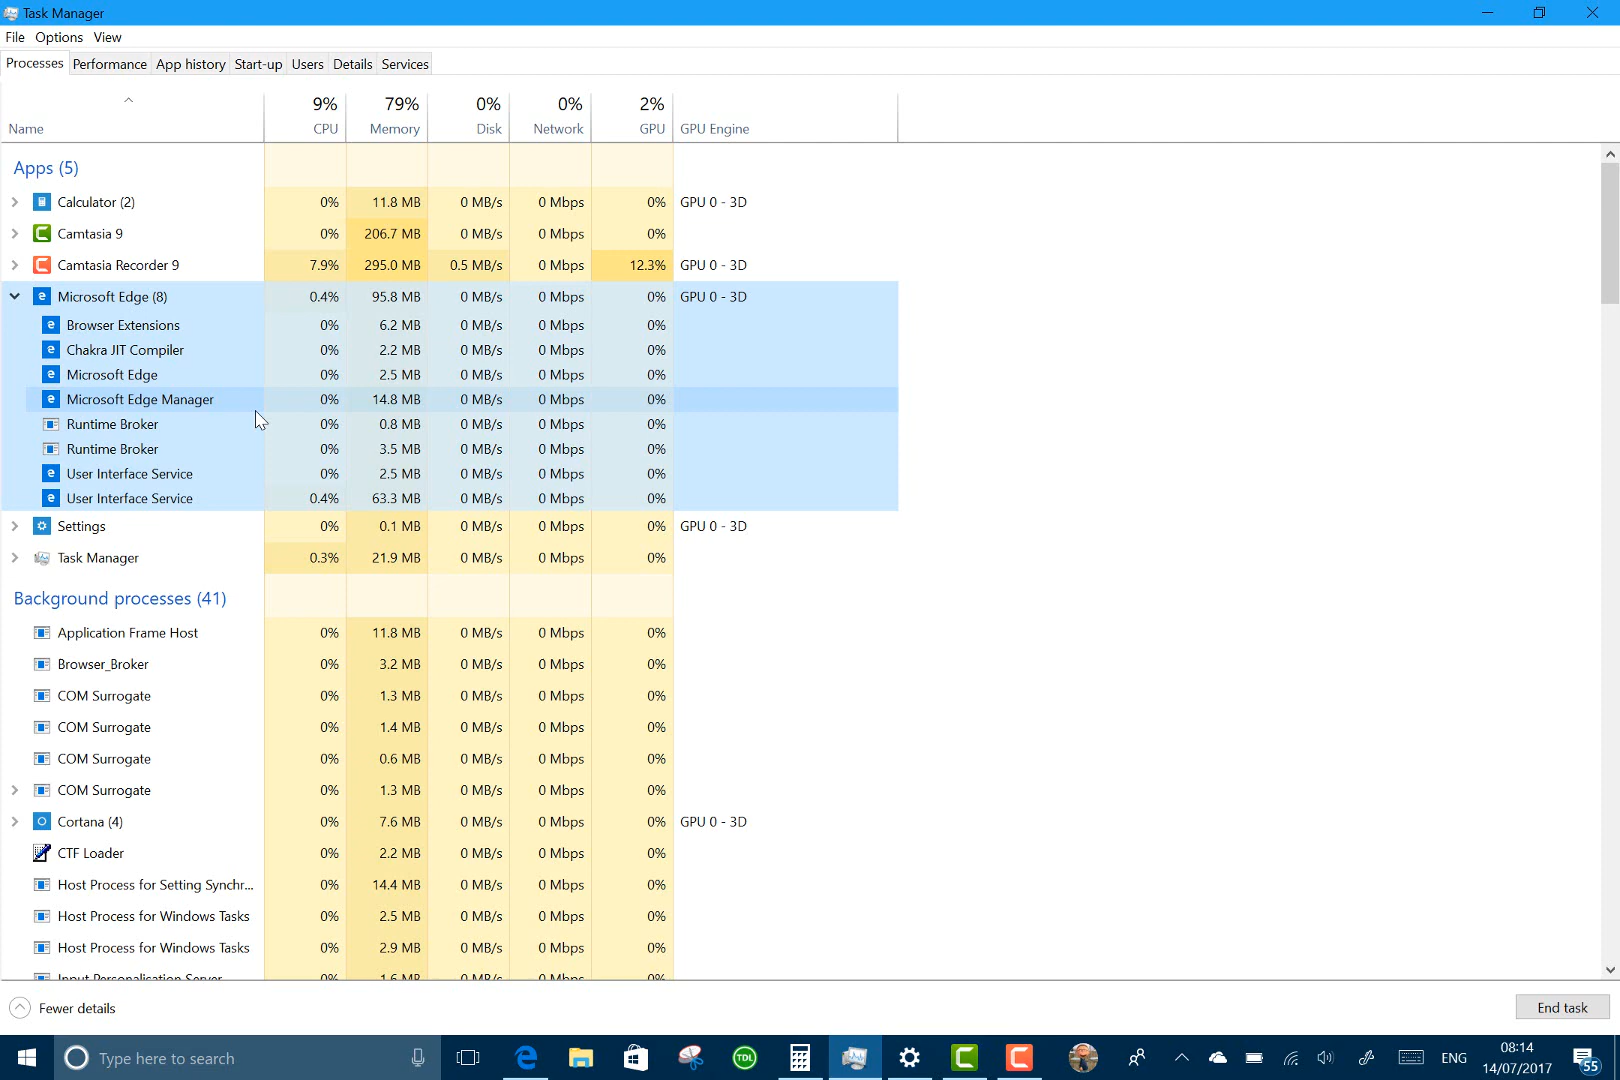 Task Manager
File Options View
Processes Performance App history Start-up Users Details Services
9% 79% 0% 0% 2%
Name CPU Memory Disk Network GPU GPU Engine
Apps (5)
Calculator (2) 0% 11.8 MB 0 MB/s 0 Mbps 0% GPU 0 - 3D
Camtasia 9 0% 206.7 MB 0 MB/s 0 Mbps 0%
Camtasia Recorder 9 7.9% 295.0 MB 0.5 MB/s 0 Mbps 12.3% GPU 0 - 3D
Microsoft Edge (8) 0.4% 95.8 MB 0 MB/s 0 Mbps 0% GPU 0 - 3D
Browser Extensions 0% 6.2 MB 0 MB/s 0 Mbps 0%
Chakra JIT Compiler 0% 2.2 MB 0 MB/s 0 Mbps 0%
Microsoft Edge 0% 2.5 MB 0 MB/s 0 Mbps 0%
Microsoft Edge Manager 0% 14.8 MB 0 MB/s 0 Mbps 0%
Runtime Broker 0% 0.8 MB 0 MB/s 0 Mbps 0%
Runtime Broker 0% 3.5 MB 0 MB/s 0 Mbps 0%
User Interface Service 0% 2.5 MB 0 MB/s 0 Mbps 0%
User Interface Service 0.4% 63.3 MB 0 MB/s 0 Mbps 0%
Settings 0% 0.1 MB 0 MB/s 0 Mbps 0% GPU 0 - 3D
Task Manager 0.3% 21.9 MB 0 MB/s 0 Mbps 0%
Background processes (41)
Application Frame Host 0% 11.8 MB 0 MB/s 0 Mbps 0%
Browser_Broker 0% 3.2 MB 0 MB/s 0 Mbps 0%
COM Surrogate 0% 1.3 MB 0 MB/s 0 Mbps 0%
COM Surrogate 0% 1.4 MB 0 MB/s 0 Mbps 0%
COM Surrogate 0% 0.6 MB 0 MB/s 0 Mbps 0%
COM Surrogate 0% 1.3 MB 0 MB/s 0 Mbps 0%
Cortana (4) 0% 7.6 MB 0 MB/s 0 Mbps 0% GPU 0 - 3D
CTF Loader 0% 2.2 MB 0 MB/s 0 Mbps 0%
Host Process for Setting Synchr... 0% 14.4 MB 0 MB/s 0 Mbps 0%
Host Process for Windows Tasks 0% 2.5 MB 0 MB/s 0 Mbps 0%
Host Process for Windows Tasks 0% 2.9 MB 0 MB/s 0 Mbps 0%
Input Personalisation Server 0% 1.6 MB 0 MB/s 0 Mbps 0%
Fewer details End task
Type here to search TDL ENG 08:14
14/07/2017 55